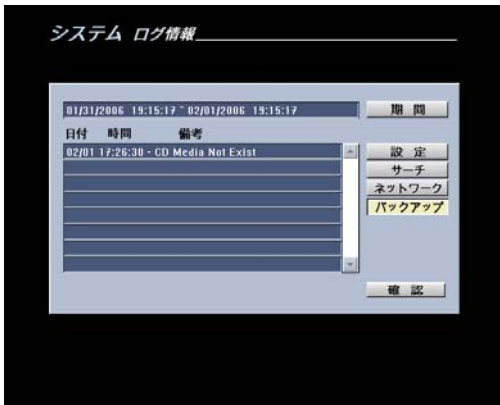 システム ログ情報
01/31/2006 19:15:17 ~ 02/01/2006 19:15:17
期 間
日付 時間 備考
02/01 17:26:30 - CD Media Not Exist
設 定
サーチ
ネットワーク
バックアップ
確 認